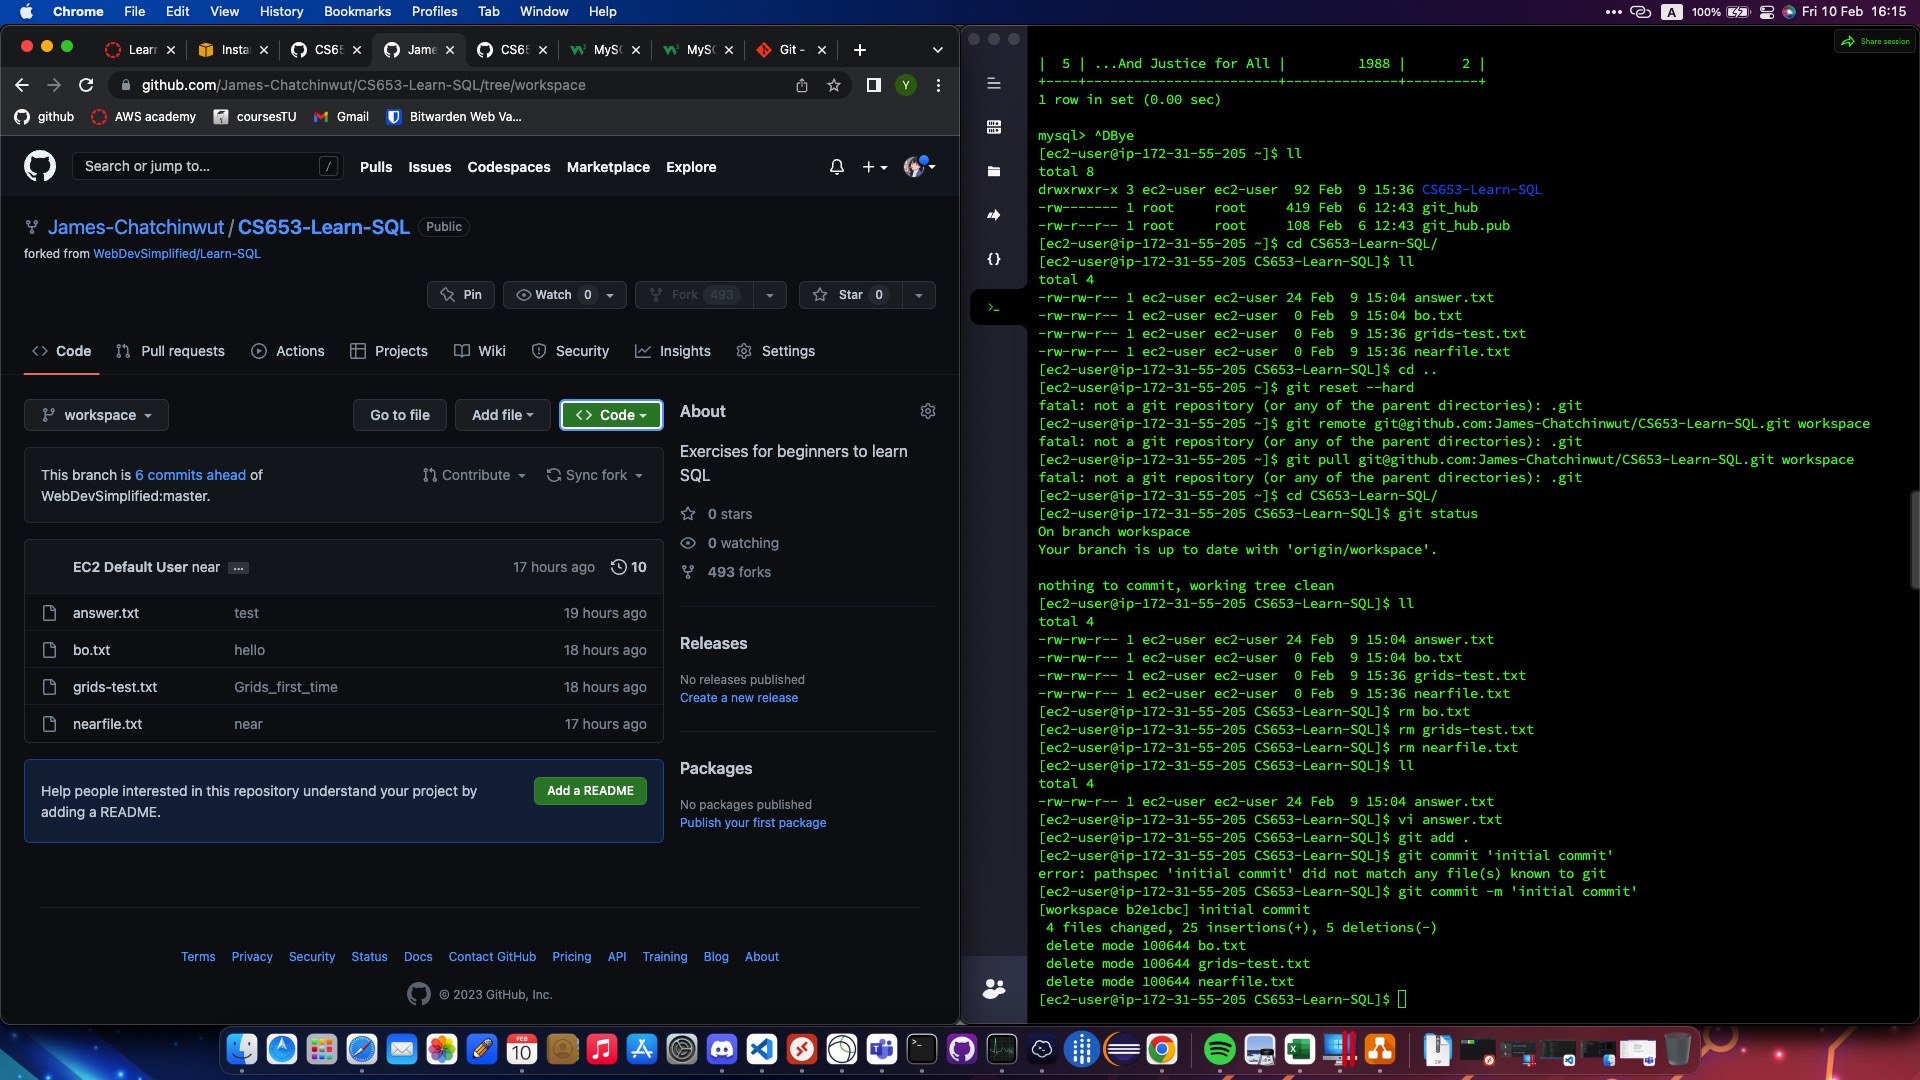 Chrome File Edit View History Bookmarks Profiles Tab Window Help
A 100% Fri 10 Feb 16:15
Learr Insta CS65 Jame CS65 MySC MySC Git -
github.com/James-Chatchinwut/CS653-Learn-SQL/tree/workspace
Y
github AWS academy coursesTU Gmail Bitwarden Web Va...
Search or jump to... / Pulls Issues Codespaces Marketplace Explore
James-Chatchinwut / CS653-Learn-SQL Public
forked from WebDevSimplified/Learn-SQL
Pin Watch 0 Fork 493 Star 0
Code Pull requests Actions Projects Wiki Security Insights Settings
workspace Go to file Add file Code
This branch is 6 commits ahead of
WebDevSimplified:master.
Contribute Sync fork
EC2 Default User near ... 17 hours ago 10
answer.txt test 19 hours ago
bo.txt hello 18 hours ago
grids-test.txt Grids_first_time 18 hours ago
nearfile.txt near 17 hours ago
Help people interested in this repository understand your project by
adding a README.
Add a README
About
Exercises for beginners to learn
SQL
0 stars
0 watching
493 forks
Releases
No releases published
Create a new release
Packages
No packages published
Publish your first package
Terms Privacy Security Status Docs Contact GitHub Pricing API Training Blog About
© 2023 GitHub, Inc.
Share session
|  5 | ...And Justice for All |         1988 |       2 |
+----+------------------------+--------------+---------+
1 row in set (0.00 sec)
mysql> ^DBye
[ec2-user@ip-172-31-55-205 ~]$ ll
total 8
drwxrwxr-x 3 ec2-user ec2-user  92 Feb  9 15:36 CS653-Learn-SQL
-rw------- 1 root     root     419 Feb  6 12:43 git_hub
-rw-r--r-- 1 root     root     108 Feb  6 12:43 git_hub.pub
[ec2-user@ip-172-31-55-205 ~]$ cd CS653-Learn-SQL/
[ec2-user@ip-172-31-55-205 CS653-Learn-SQL]$ ll
total 4
-rw-rw-r-- 1 ec2-user ec2-user 24 Feb  9 15:04 answer.txt
-rw-rw-r-- 1 ec2-user ec2-user  0 Feb  9 15:04 bo.txt
-rw-rw-r-- 1 ec2-user ec2-user  0 Feb  9 15:36 grids-test.txt
-rw-rw-r-- 1 ec2-user ec2-user  0 Feb  9 15:36 nearfile.txt
[ec2-user@ip-172-31-55-205 CS653-Learn-SQL]$ cd ..
[ec2-user@ip-172-31-55-205 ~]$ git reset --hard
fatal: not a git repository (or any of the parent directories): .git
[ec2-user@ip-172-31-55-205 ~]$ git remote git@github.com:James-Chatchinwut/CS653-Learn-SQL.git workspace
fatal: not a git repository (or any of the parent directories): .git
[ec2-user@ip-172-31-55-205 ~]$ git pull git@github.com:James-Chatchinwut/CS653-Learn-SQL.git workspace
fatal: not a git repository (or any of the parent directories): .git
[ec2-user@ip-172-31-55-205 ~]$ cd CS653-Learn-SQL/
[ec2-user@ip-172-31-55-205 CS653-Learn-SQL]$ git status
On branch workspace
Your branch is up to date with 'origin/workspace'.
nothing to commit, working tree clean
[ec2-user@ip-172-31-55-205 CS653-Learn-SQL]$ ll
total 4
-rw-rw-r-- 1 ec2-user ec2-user 24 Feb  9 15:04 answer.txt
-rw-rw-r-- 1 ec2-user ec2-user  0 Feb  9 15:04 bo.txt
-rw-rw-r-- 1 ec2-user ec2-user  0 Feb  9 15:36 grids-test.txt
-rw-rw-r-- 1 ec2-user ec2-user  0 Feb  9 15:36 nearfile.txt
[ec2-user@ip-172-31-55-205 CS653-Learn-SQL]$ rm bo.txt
[ec2-user@ip-172-31-55-205 CS653-Learn-SQL]$ rm grids-test.txt
[ec2-user@ip-172-31-55-205 CS653-Learn-SQL]$ rm nearfile.txt
[ec2-user@ip-172-31-55-205 CS653-Learn-SQL]$ ll
total 4
-rw-rw-r-- 1 ec2-user ec2-user 24 Feb  9 15:04 answer.txt
[ec2-user@ip-172-31-55-205 CS653-Learn-SQL]$ vi answer.txt
[ec2-user@ip-172-31-55-205 CS653-Learn-SQL]$ git add .
[ec2-user@ip-172-31-55-205 CS653-Learn-SQL]$ git commit 'initial commit'
error: pathspec 'initial commit' did not match any file(s) known to git
[ec2-user@ip-172-31-55-205 CS653-Learn-SQL]$ git commit -m 'initial commit'
[workspace b2e1cbc] initial commit
 4 files changed, 25 insertions(+), 5 deletions(-)
 delete mode 100644 bo.txt
 delete mode 100644 grids-test.txt
 delete mode 100644 nearfile.txt
[ec2-user@ip-172-31-55-205 CS653-Learn-SQL]$
FEB
10